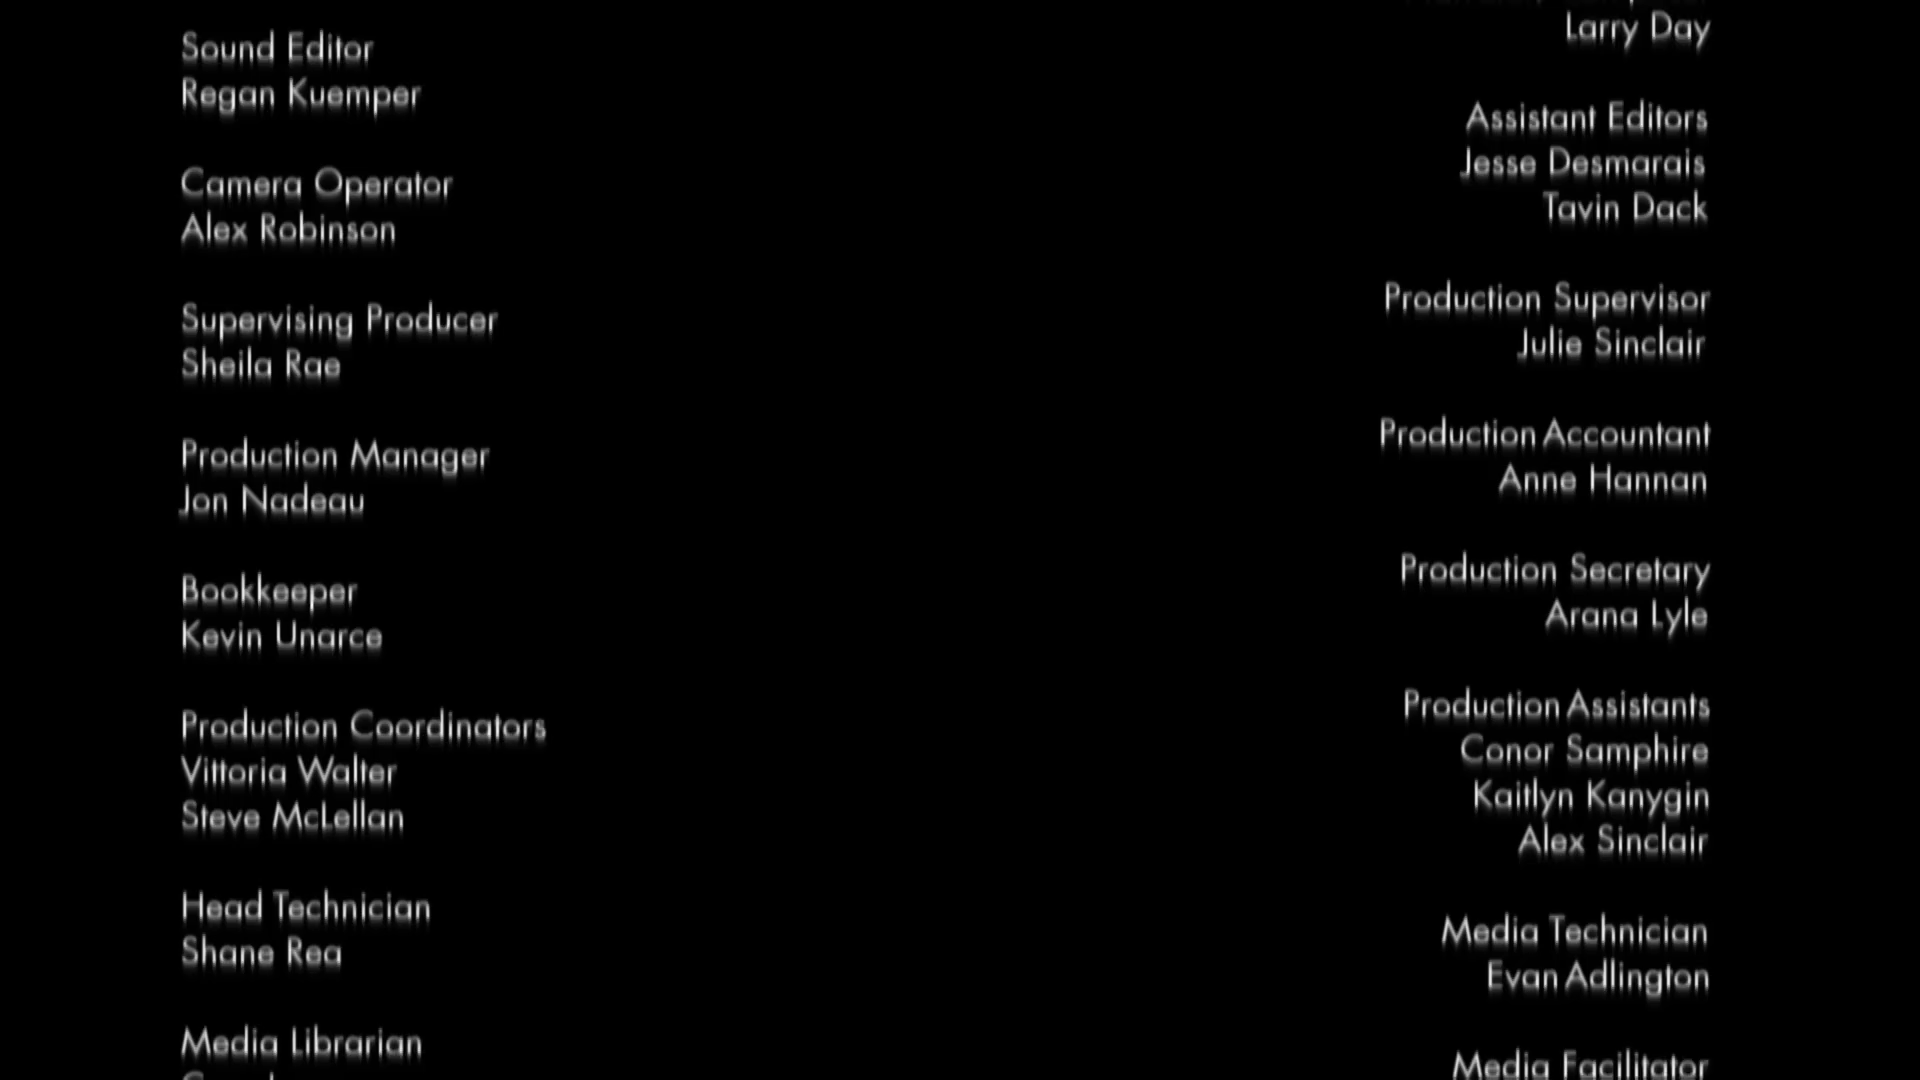 Sound Editor
Regan Kuemper
Camera Operator
Alex Robinson
Supervising Producer
Sheila Rae
Production Manager
Jon Nadeau
Bookkeeper
Kevin Unarce
Production Coordinators
Vittoria Walter
Steve McLellan
Head Technician
Shane Rea
Media Librarian
Larry Day
Assistant Editors
Jesse Desmarais
Tavin Dack
Production Supervisor
Julie Sinclair
Production Accountant
Anne Hannan
Production Secretary
Arana Lyle
Production Assistants
Conor Samphire
Kaitlyn Kanygin
Alex Sinclair
Media Technician
Evan Adlington
Media Facilitator